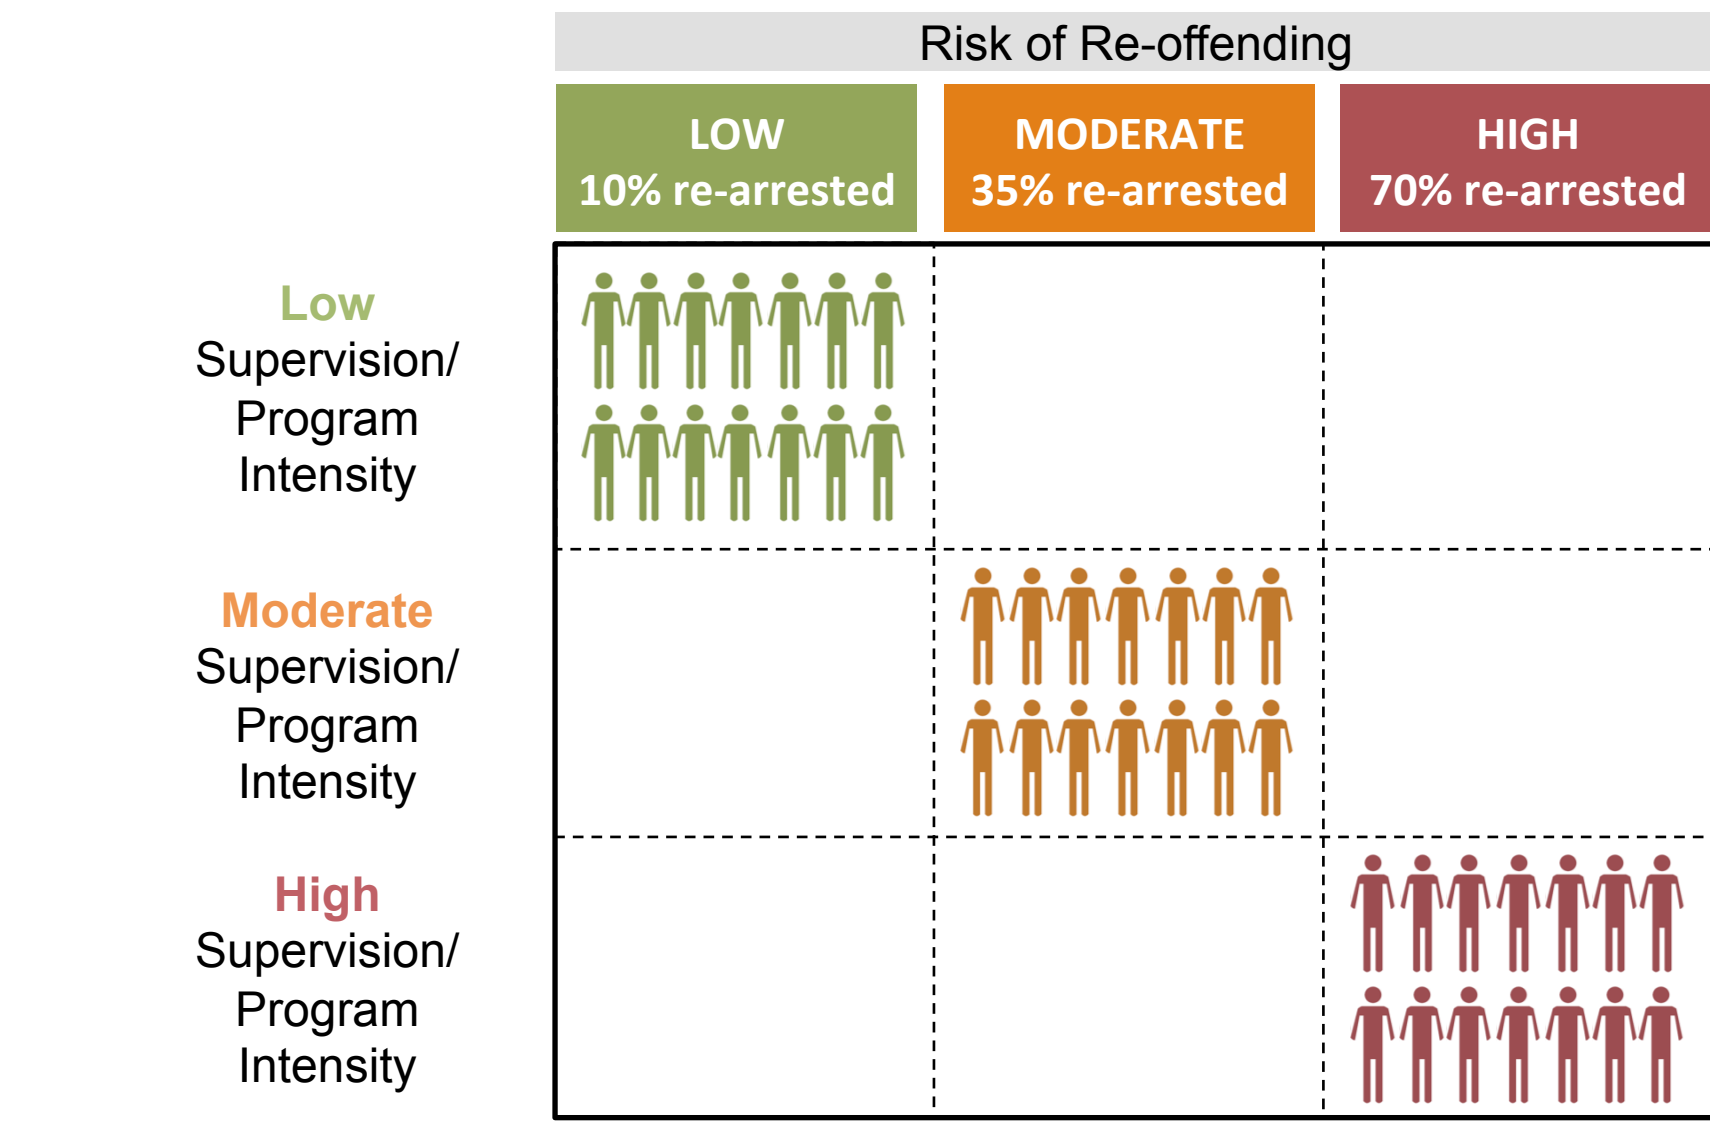 Risk of Re-offending
LOW
10% re-arrested
MODERATE
35% re-arrested
HIGH
70% re-arrested
Low
Supervision/
Program
Intensity
Moderate
Supervision/
Program
Intensity
High
Supervision/
Program
Intensity